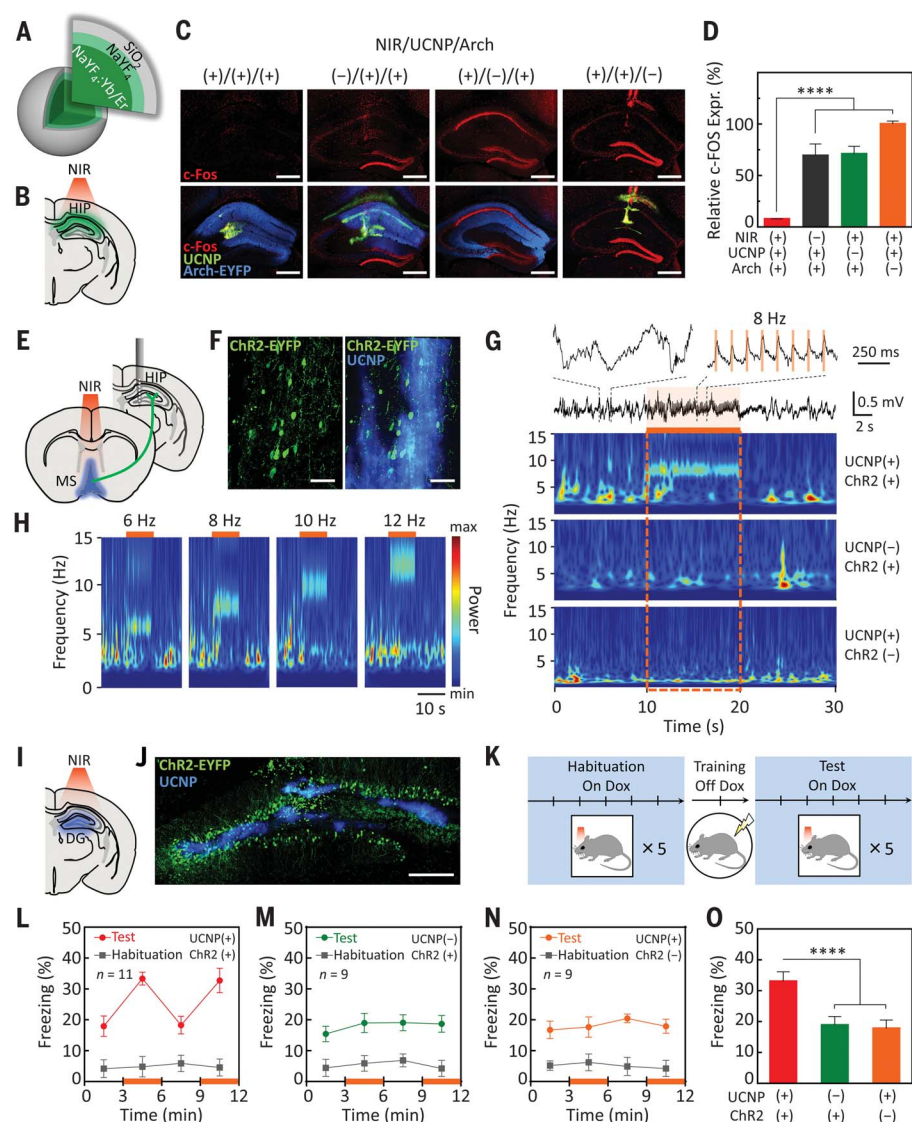 A
SiO2
NaYF4
NaYF4:Yb/Er
B
NIR
HIP
C
NIR/UCNP/Arch
(+)/(+)/(+)
(−)/(+)/(+)
(+)/(−)/(+)
(+)/(+)/(−)
c-Fos
c-Fos
UCNP
Arch-EYFP
D
Relative c-FOS Expr. (%)
****
100
75
50
25
0
NIR (+) (−) (+) (+)
UCNP (+) (+) (−) (+)
Arch (+) (+) (+) (−)
E
NIR
HIP
MS
F
ChR2-EYFP
ChR2-EYFP
UCNP
G
8 Hz
250 ms
0.5 mV
2 s
Frequency (Hz)
15
10
5
UCNP(+)
ChR2 (+)
15
10
5
UCNP(−)
ChR2 (+)
15
10
5
UCNP(+)
ChR2 (−)
0 10 20 30
Time (s)
H
6 Hz
8 Hz
10 Hz
12 Hz
Frequency (Hz)
15
10
5
0
max
Power
min
10 s
I
NIR
DG
J
ChR2-EYFP
UCNP
K
Habituation
On Dox
× 5
Training
Off Dox
Test
On Dox
× 5
L
Freezing (%)
50
40
30
20
10
0
Test
Habituation
UCNP(+)
ChR2 (+)
n = 11
0 3 6 9 12
Time (min)
M
Freezing (%)
50
40
30
20
10
0
Test
Habituation
UCNP(−)
ChR2 (+)
n = 9
0 3 6 9 12
Time (min)
N
Freezing (%)
50
40
30
20
10
0
Test
Habituation
UCNP(+)
ChR2 (−)
n = 9
0 3 6 9 12
Time (min)
O
Freezing (%)
50
40
30
20
10
0
****
UCNP (+) (−) (+)
ChR2 (+) (+) (−)